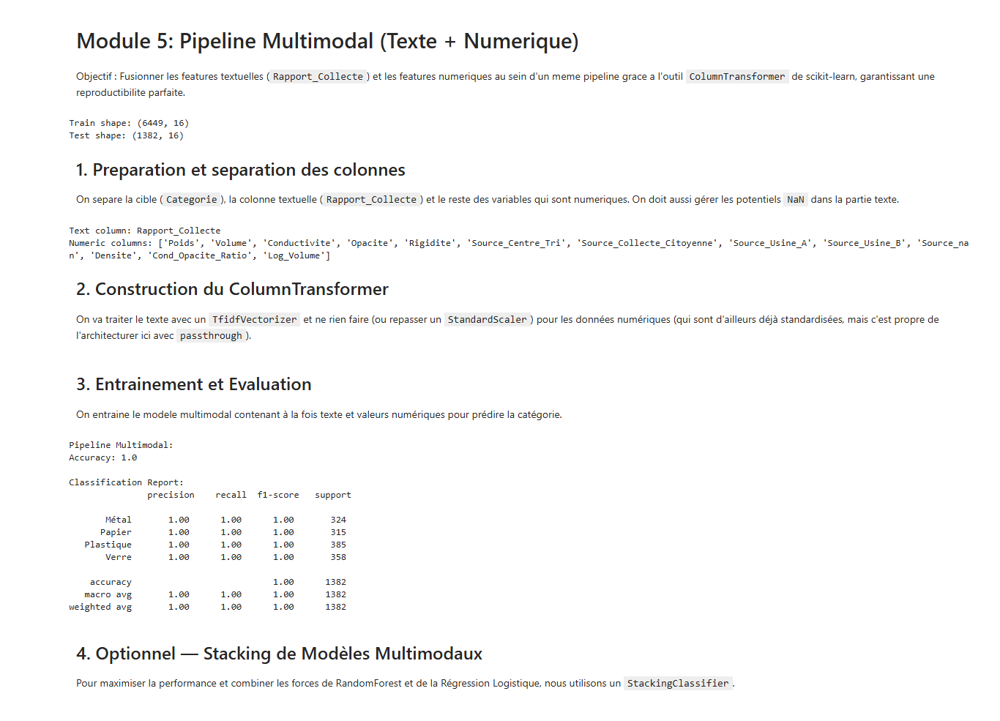 Module 5: Pipeline Multimodal (Texte + Numerique)
Objectif : Fusionner les features textuelles ( Rapport_Collecte ) et les features numeriques au sein d'un meme pipeline grace a l'outil ColumnTransformer de scikit-learn, garantissant une
reproductibilite parfaite.
Train shape: (6449, 16)
Test shape: (1382, 16)
1. Preparation et separation des colonnes
On separe la cible ( Categorie ), la colonne textuelle ( Rapport_Collecte ) et le reste des variables qui sont numeriques. On doit aussi gérer les potentiels NaN dans la partie texte.
Text column: Rapport_Collecte
Numeric columns: ['Poids', 'Volume', 'Conductivite', 'Opacite', 'Rigidite', 'Source_Centre_Tri', 'Source_Collecte_Citoyenne', 'Source_Usine_A', 'Source_Usine_B', 'Source_na
n', 'Densite', 'Cond_Opacite_Ratio', 'Log_Volume']
2. Construction du ColumnTransformer
On va traiter le texte avec un TfidfVectorizer et ne rien faire (ou repasser un StandardScaler ) pour les données numériques (qui sont d'ailleurs déjà standardisées, mais c'est propre de
l'architecturer ici avec passthrough ).
3. Entrainement et Evaluation
On entraine le modele multimodal contenant à la fois texte et valeurs numériques pour prédire la catégorie.
Pipeline Multimodal:
Accuracy: 1.0
Classification Report:
precision recall f1-score support
Métal 1.00 1.00 1.00 324
Papier 1.00 1.00 1.00 315
Plastique 1.00 1.00 1.00 385
Verre 1.00 1.00 1.00 358
accuracy 1.00 1382
macro avg 1.00 1.00 1.00 1382
weighted avg 1.00 1.00 1.00 1382
4. Optionnel — Stacking de Modèles Multimodaux
Pour maximiser la performance et combiner les forces de RandomForest et de la Régression Logistique, nous utilisons un StackingClassifier .